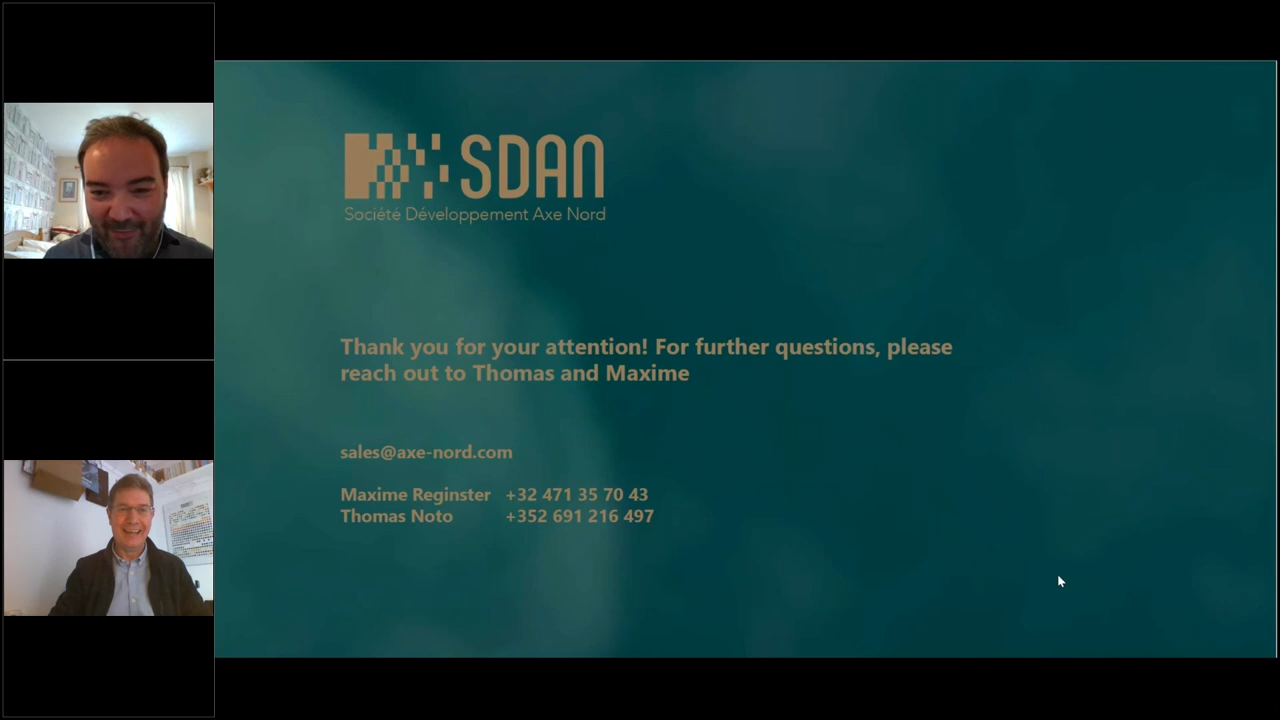 SDAN
Société Développement Axe Nord
Thank you for your attention! For further questions, please
reach out to Thomas and Maxime
sales@axe-nord.com
Maxime Reginster +32 471 35 70 43
Thomas Noto +352 691 216 497